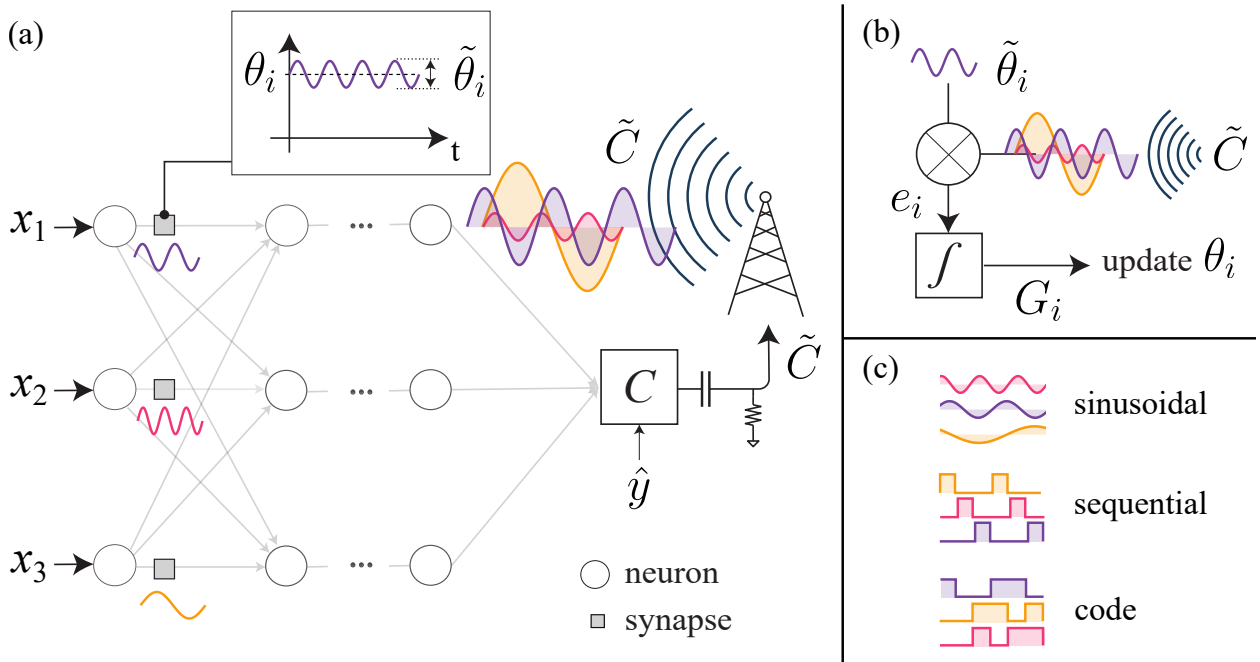 (a)
θ_i
θ̃_i
t
C̃
x_1
x_2
x_3
...
...
...
C
C̃
ŷ
neuron
synapse
(b)
θ̃_i
C̃
e_i
∫
update θ_i
G_i
(c)
sinusoidal
sequential
code